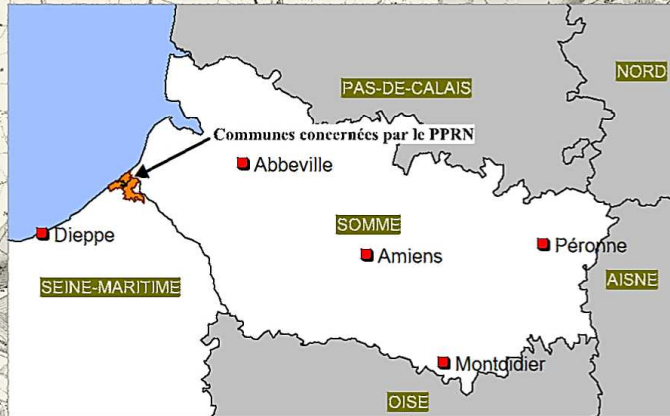 NORD
PAS-DE-CALAIS
Communes concernées par le PPRN
Abbeville
SOMME
Dieppe
Amiens
Péronne
AISNE
SEINE-MARITIME
Montdidier
OISE